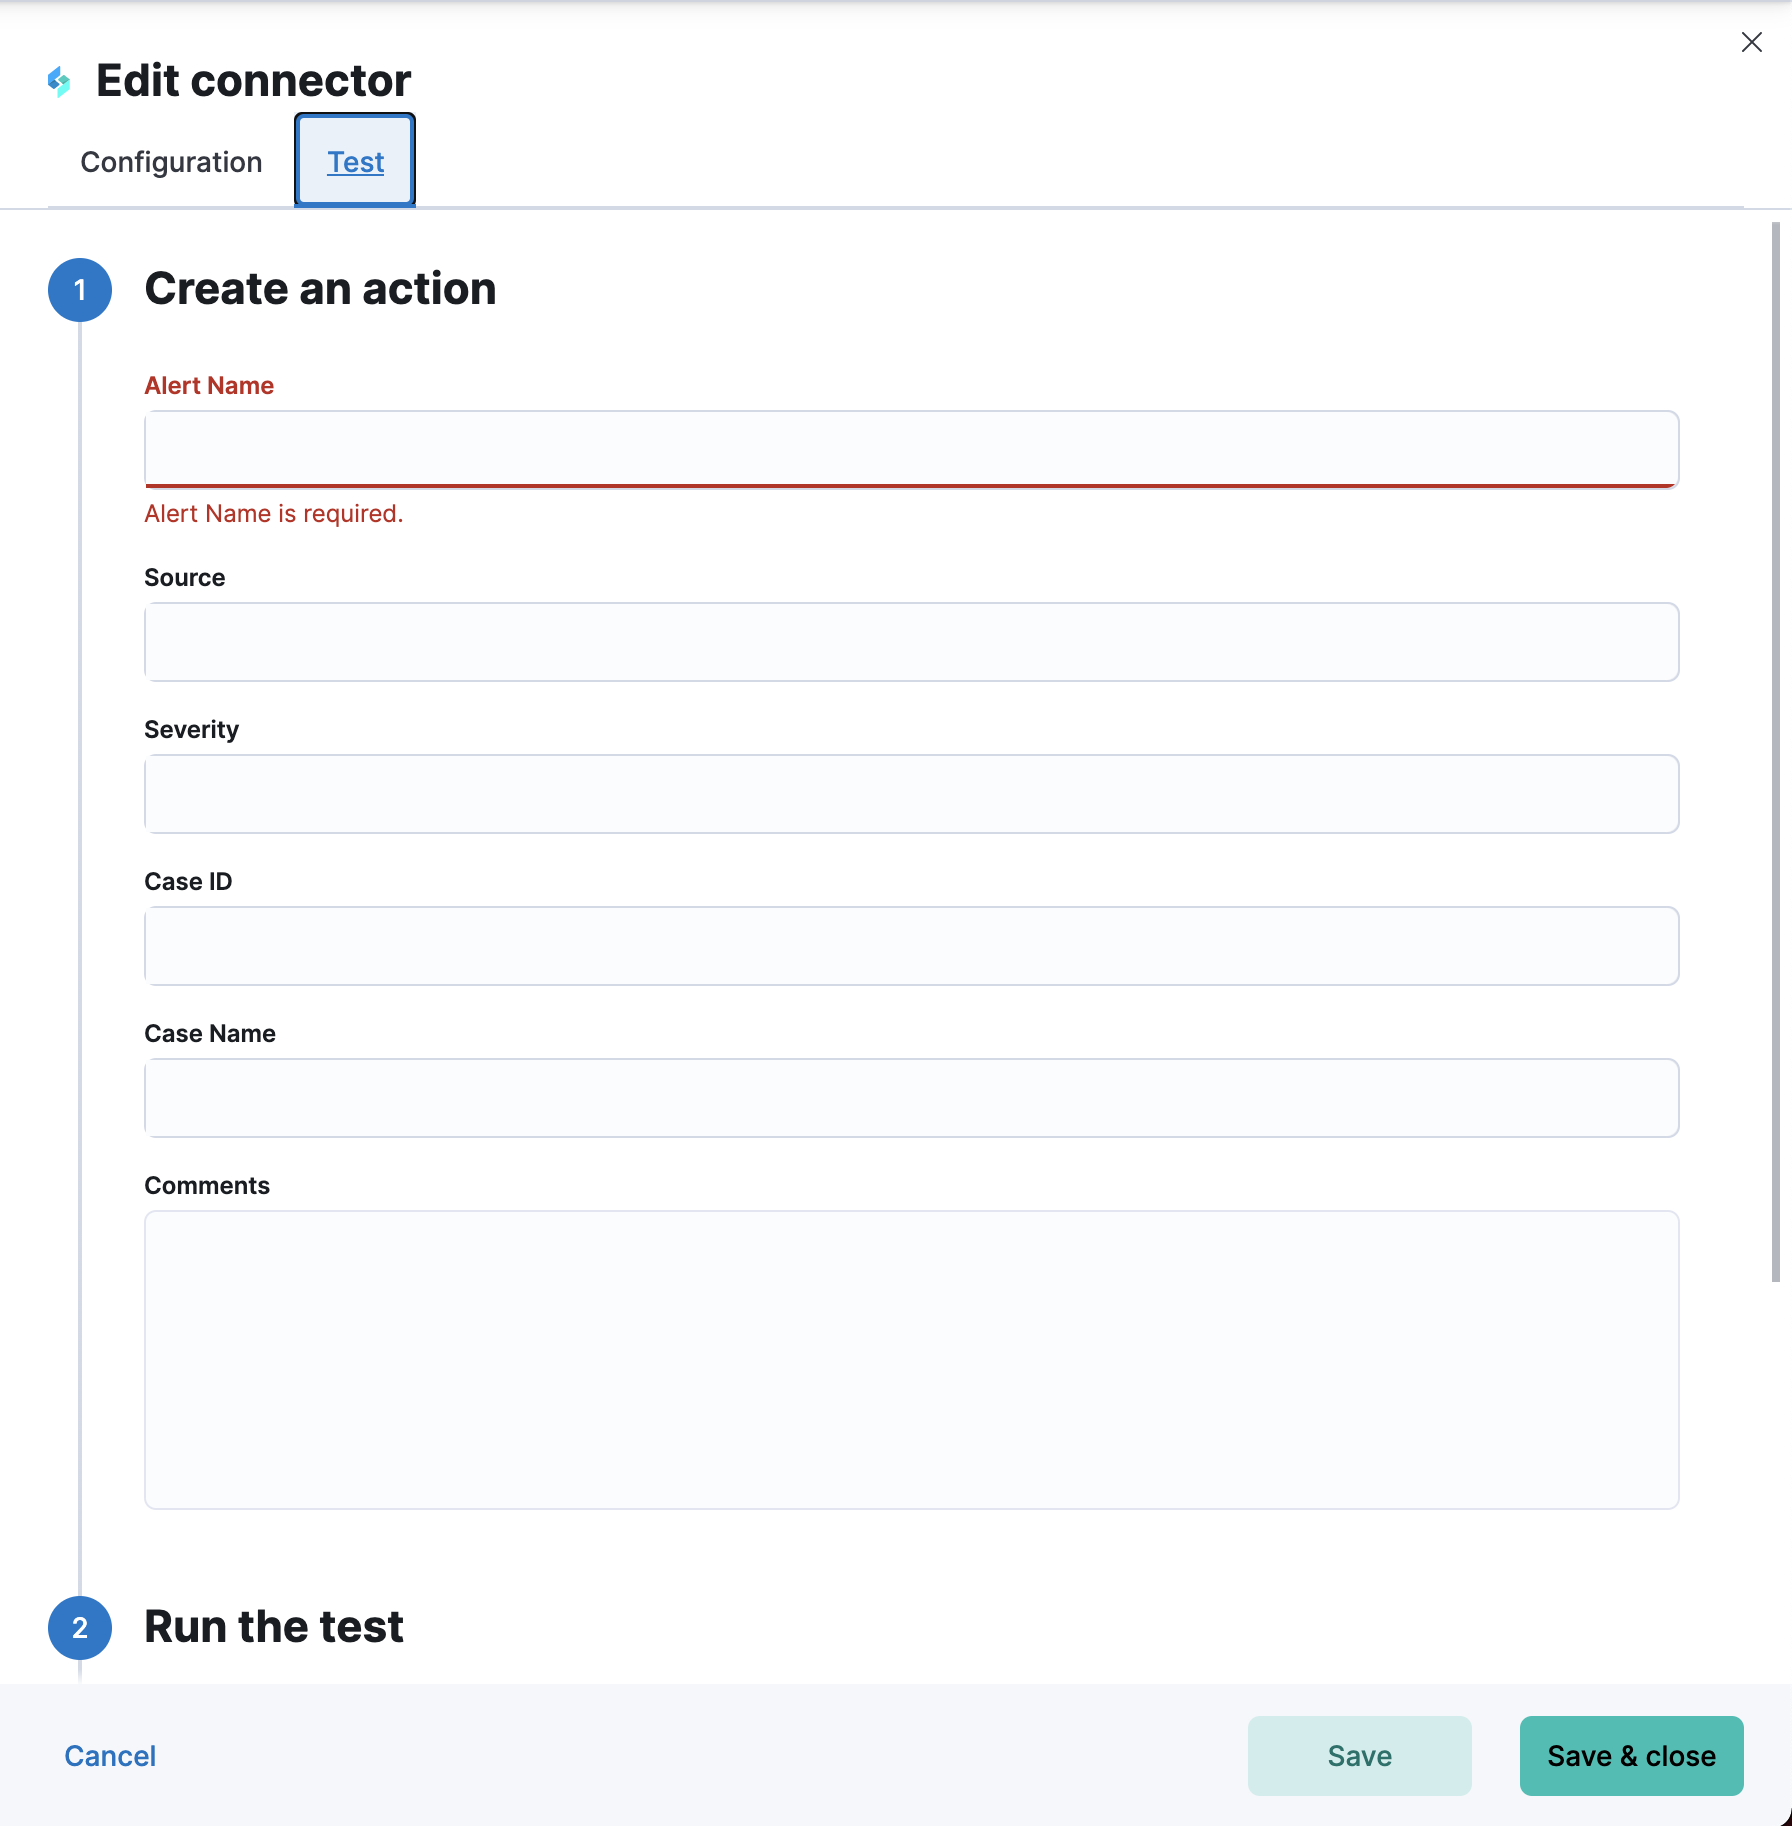 Edit connector
Configuration
Test
1
Create an action
Alert Name
Alert Name is required.
Source
Severity
Case ID
Case Name
Comments
2
Run the test
Cancel
Save
Save & close